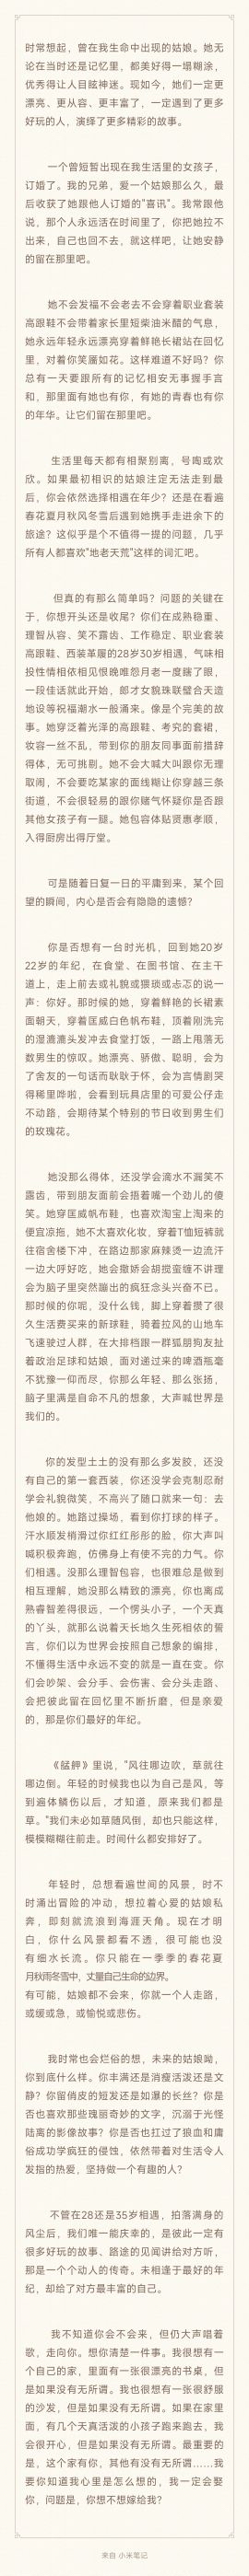 时常想起，曾在我生命中出现的姑娘。她无
论在当时还是记忆里，都美好得一塌糊涂，
优秀得让人目眩神迷。现如今，她们一定更
漂亮、更从容、更丰富了，一定遇到了更多
好玩的人，演绎了更多精彩的故事。
一个曾短暂出现在我生活里的女孩子，
订婚了。我的兄弟，爱一个姑娘那么久，最
后收获了她跟他人订婚的"喜讯"。我常跟他
说，那个人永远活在时间里了，你把她拉不
出来，自己也回不去，就这样吧，让她安静
的留在那里吧。
她不会发福不会老去不会穿着职业套装
高跟鞋不会带着家长里短柴油米醋的气息，
她永远年轻永远漂亮穿着鲜艳长裙站在回忆
里，对着你笑靥如花。这样难道不好吗？你
总有一天要跟所有的记忆相安无事握手言
和，那里面有她也有你，有她的青春也有你
的年华。让它们留在那里吧。
生活里每天都有相聚别离，号啕或欢
欣。如果最初相识的姑娘注定无法走到最
后，你会依然选择相遇在年少？还是在看遍
春花夏月秋风冬雪后遇到她携手走进余下的
旅途？这似乎是个不值得一提的问题，几乎
所有人都喜欢"地老天荒"这样的词汇吧。
但真的有那么简单吗？问题的关键在
于，你想开头还是收尾？你们在成熟稳重、
理智从容、笑不露齿、工作稳定、职业套装
高跟鞋、西装革履的28岁30岁相遇，气味相
投性情相依相见恨晚唯怨月老一度瞎了眼，
一段佳话就此开始，郎才女貌珠联璧合天造
地设等祝福潮水一般涌来。像是个完美的故
事。她穿泛着光泽的高跟鞋、考究的套裙，
妆容一丝不乱，带到你的朋友同事面前措辞
得体，无可挑剔。她不会大喊大叫跟你无理
取闹，不会要吃某家的面线糊让你穿越三条
街道，不会很轻易的跟你赌气怀疑你是否跟
其他女孩子有一腿。她包容体贴贤惠孝顺，
入得厨房出得厅堂。
可是随着日复一日的平庸到来，某个回
望的瞬间，内心是否会有隐隐的遗憾？
你是否想有一台时光机，回到她20岁
22岁的年纪，在食堂、在图书馆、在主干
道上，走上前去或礼貌或猥琐或忐忑的说一
声：你好。那时候的她，穿着鲜艳的长裙素
面朝天，穿着匡威白色帆布鞋，顶着刚洗完
的湿漉漉头发冲去食堂打饭，一路上甩落无
数男生的惊叹。她漂亮、骄傲、聪明，会为
了舍友的一句话而耿耿于怀，会为言情剧哭
得稀里哗啦，会看到玩具店里的可爱公仔走
不动路，会期待某个特别的节日收到男生们
的玫瑰花。
她没那么得体，还没学会滴水不漏笑不
露齿，带到朋友面前会捂着嘴一个劲儿的傻
笑。她穿匡威帆布鞋，也喜欢淘宝上淘来的
便宜凉拖，她不太喜欢化妆，穿着T恤短裤就
往宿舍楼下冲，在路边那家麻辣烫一边流汗
一边大呼好吃，她会撒娇会胡搅蛮缠不讲理
会为脑子里突然蹦出的疯狂念头兴奋不已。
那时候的你呢，没什么钱，脚上穿着攒了很
久生活费买来的新球鞋，骑着拉风的山地车
飞速驶过人群，在大排档跟一群狐朋狗友扯
着政治足球和姑娘，面对递过来的啤酒瓶毫
不犹豫一仰而尽，你那么年轻、那么张扬，
脑子里满是自命不凡的想象，大声喊世界是
我们的。
你的发型土土的没有那么多发胶，还没
有自己的第一套西装，你还没学会克制忍耐
学会礼貌微笑，不高兴了随口就来一句：去
他娘的。她路过操场，看到你打球的样子。
汗水顺发梢滑过你红红彤彤的脸，你大声叫
喊积极奔跑，仿佛身上有使不完的力气。你
们相遇。没那么理智包容，也很难总是做到
相互理解，她没那么精致的漂亮，你也离成
熟睿智差得很远，一个愣头小子，一个天真
的丫头，就那么说着天长地久生死相依的誓
言，你们以为世界会按照自己想象的编排，
不懂得生活中永远不变的就是一直在变。你
们会吵架、会分手、会伤害、会分头走路、
会把彼此留在回忆里不断折磨，但是亲爱
的，那是你们最好的年纪。
《艋舺》里说，"风往哪边吹，草就往
哪边倒。年轻的时候我也以为自己是风，等
到遍体鳞伤以后，才知道，原来我们都是
草。"我们未必如草随风倒，却也只能这样，
模模糊糊往前走。时间什么都安排好了。
年轻时，总想看遍世间的风景，时不
时涌出冒险的冲动，想拉着心爱的姑娘私
奔，即刻就流浪到海涯天角。现在才明
白，你什么风景都看不透，很可能也没
有细水长流。你只能在一季季的春花夏
月秋雨冬雪中，丈量自己生命的边界。
有可能，姑娘都不会来，你就一个人走路，
或缓或急，或愉悦或悲伤。
我时常也会烂俗的想，未来的姑娘呦，
你到底什么样。你丰满还是消瘦活泼还是文
静？你留俏皮的短发还是如瀑的长丝？你是
否也喜欢那些瑰丽奇妙的文字，沉溺于光怪
陆离的影像故事？你是否也扛过了狼血和庸
俗成功学疯狂的侵蚀，依然带着对生活令人
发指的热爱，坚持做一个有趣的人？
不管在28还是35岁相遇，拍落满身的
风尘后，我们唯一能庆幸的，是彼此一定有
很多好玩的故事、路途的见闻讲给对方听，
那是一个个动人的传奇。未相逢于最好的年
纪，却给了对方最丰富的自己。
我不知道你会不会来，但仍大声唱着
歌，走向你。想你清楚一件事。我很想有一
个自己的家，里面有一张很漂亮的书桌，但
是如果没有无所谓。我也很想有一张很舒服
的沙发，但是如果没有无所谓。如果在家里
面，有几个天真活泼的小孩子跑来跑去，我
会很开心，但是如果没有无所谓。最重要的
是，这个家有你，其他有没有无所谓……我
要你知道我心里是怎么想的，我一定会娶
你，问题是，你想不想嫁给我？
来自 小米笔记